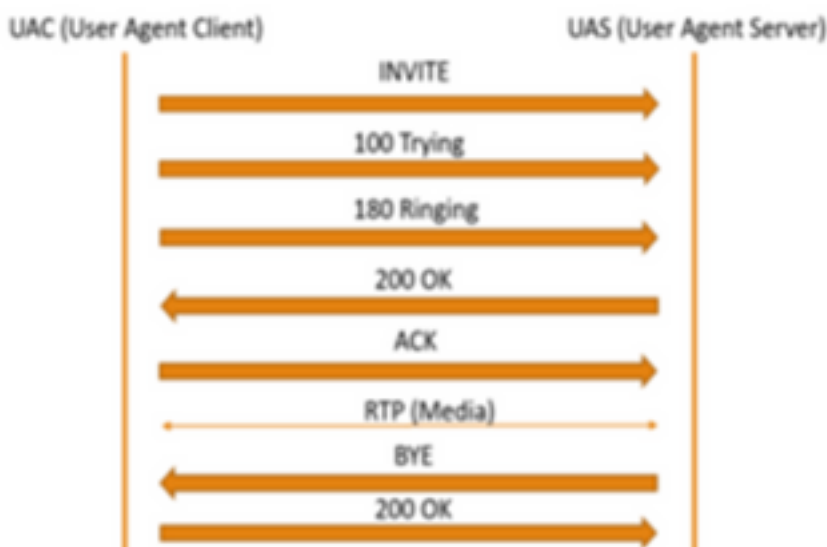 UAC (User Agent Client)
UAS (User Agent Server)
INVITE
100 Trying
180 Ringing
200 OK
ACK
RTP (Media)
BYE
200 OK